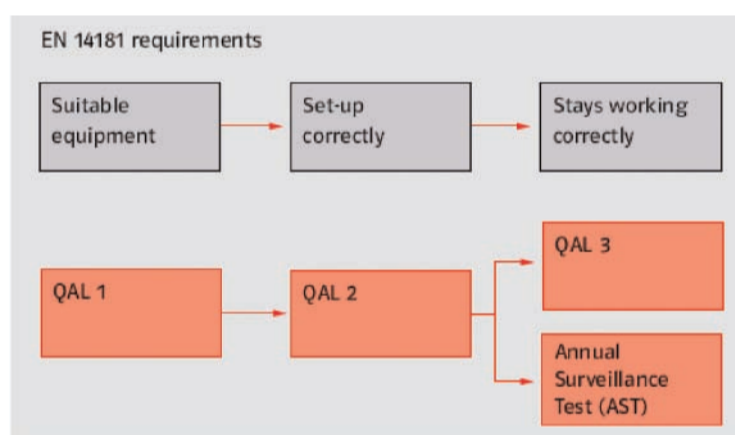 EN 14181 requirements
Suitable
equipment
Set-up
correctly
Stays working
correctly
QAL 1
QAL 2
QAL 3
Annual
Surveillance
Test (AST)